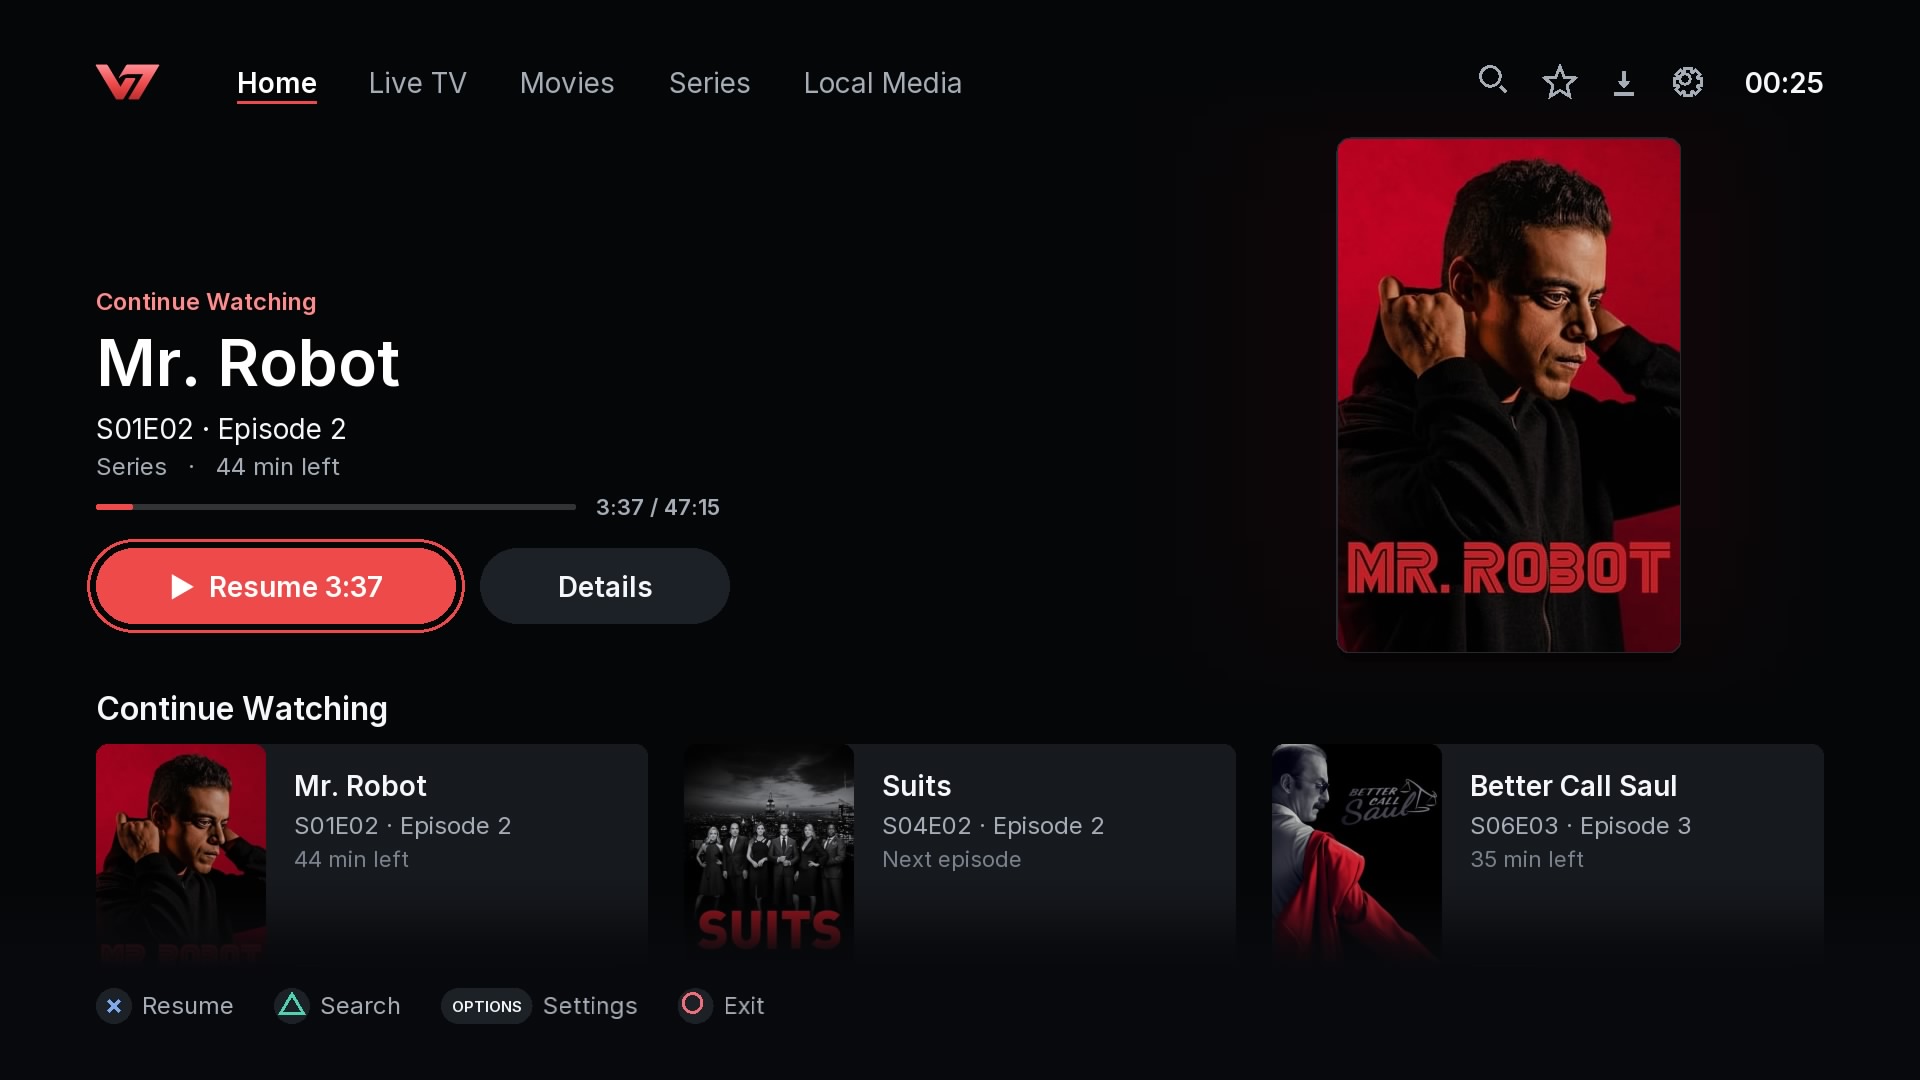 V7
Home Live TV Movies Series Local Media 00:25
Continue Watching
Mr. Robot
S01E02 · Episode 2
Series · 44 min left
3:37 / 47:15
Resume 3:37 Details
MR. ROBOT
Continue Watching
Mr. Robot
S01E02 · Episode 2
44 min left
MR. ROBOT
Suits
S04E02 · Episode 2
Next episode
SUITS
BETTER
CALL
Saul
Better Call Saul
S06E03 · Episode 3
35 min left
Resume Search OPTIONS Settings Exit